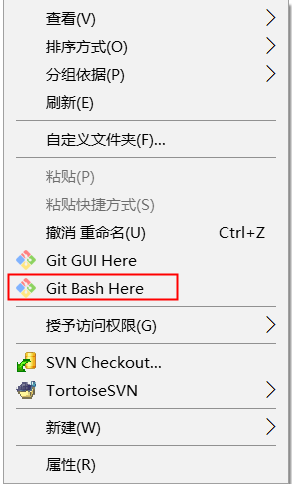 查看(V)
排序方式(O)
分组依据(P)
刷新(E)
自定义文件夹(F)...
粘贴(P)
粘贴快捷方式(S)
撤消 重命名(U) Ctrl+Z
Git GUI Here
Git Bash Here
授予访问权限(G)
SVN Checkout...
TortoiseSVN
新建(W)
属性(R)